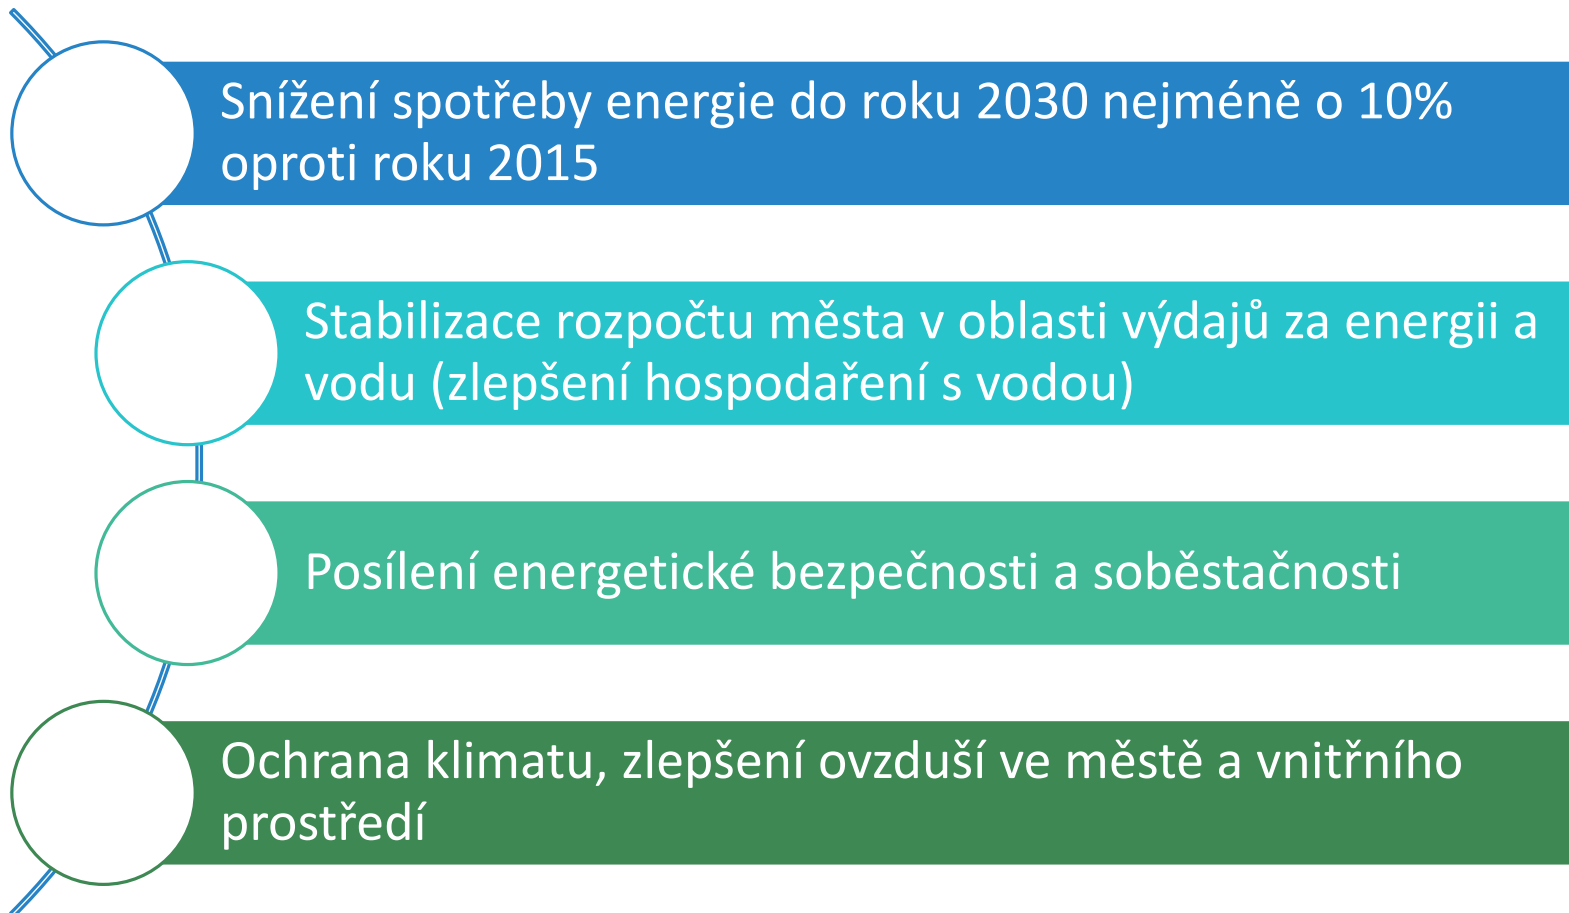 Snížení spotřeby energie do roku 2030 nejméně o 10%
oproti roku 2015
Stabilizace rozpočtu města v oblasti výdajů za energii a
vodu (zlepšení hospodaření s vodou)
Posílení energetické bezpečnosti a soběstačnosti
Ochrana klimatu, zlepšení ovzduší ve městě a vnitřního
prostředí